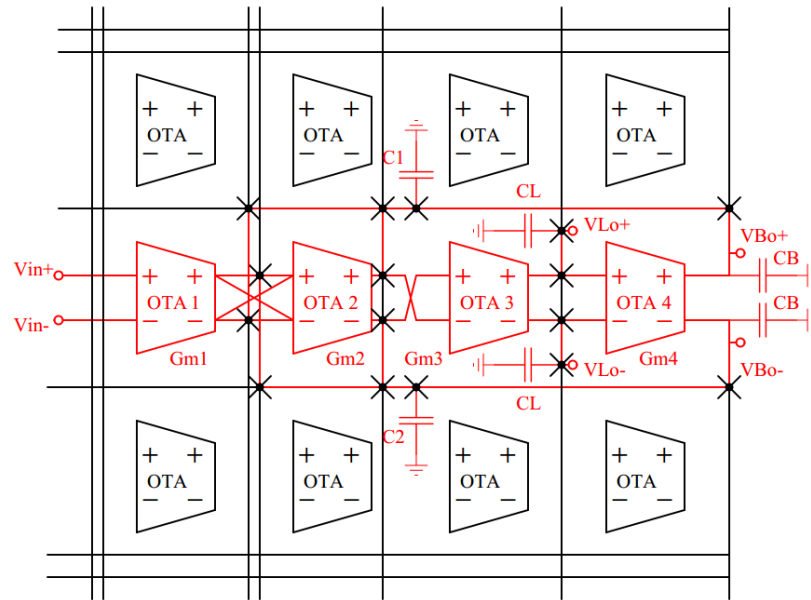 + + + + + + + +
OTA OTA OTA OTA
− − − − − − − −
C1
CL
VLo+
VBo+
CB
Vin+
+ + + + + + + +
OTA 1 OTA 2 OTA 3 OTA 4
CB
Vin-
− − − − − − − −
Gm1 Gm2 Gm3 Gm4
VLo-
VBo-
CL
C2
+ + + + + + + +
OTA OTA OTA OTA
− − − − − − − −